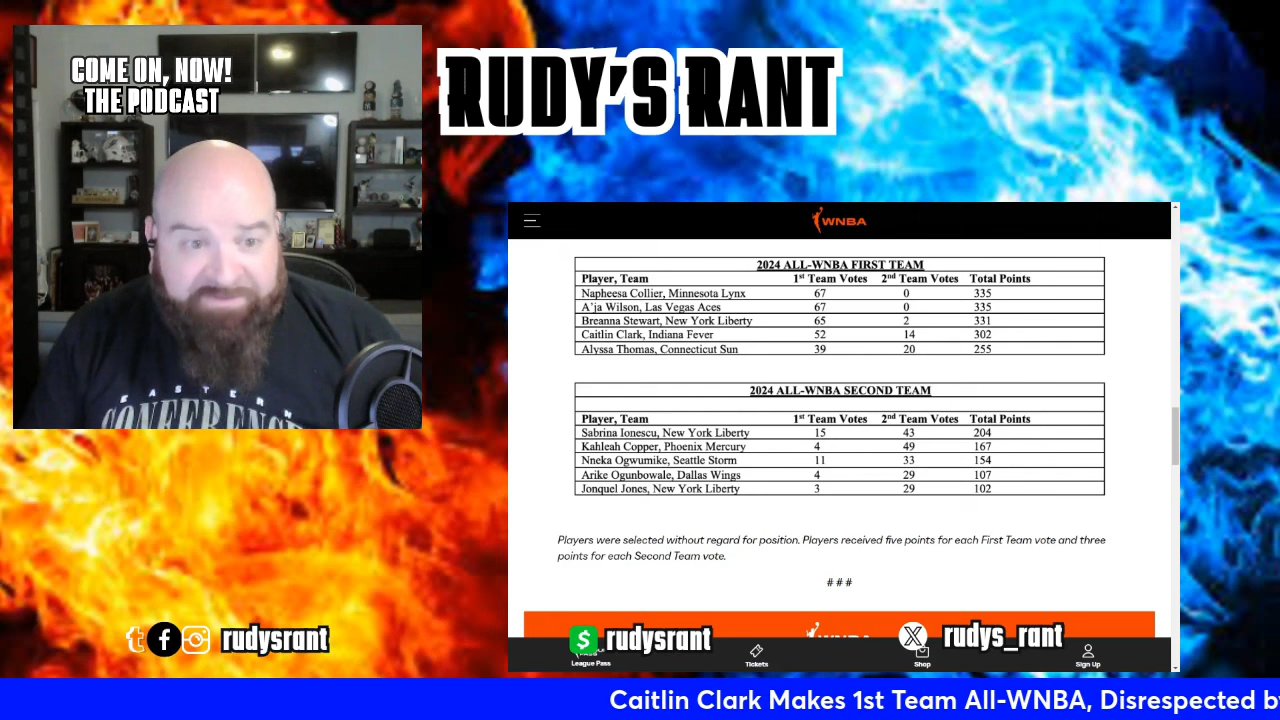 COME ON, NOW!
THE PODCAST
RUDY'S RANT
EASTERN
CONFERENCE
WNBA
2024 ALL-WNBA FIRST TEAM
Player, Team 1st Team Votes 2nd Team Votes Total Points
Napheesa Collier, Minnesota Lynx 67 0 335
A'ja Wilson, Las Vegas Aces 67 0 335
Breanna Stewart, New York Liberty 65 2 331
Caitlin Clark, Indiana Fever 52 14 302
Alyssa Thomas, Connecticut Sun 39 20 255
2024 ALL-WNBA SECOND TEAM
Player, Team 1st Team Votes 2nd Team Votes Total Points
Sabrina Ionescu, New York Liberty 15 43 204
Kahleah Copper, Phoenix Mercury 4 49 167
Nneka Ogwumike, Seattle Storm 11 33 154
Arike Ogunbowale, Dallas Wings 4 29 107
Jonquel Jones, New York Liberty 3 29 102
Players were selected without regard for position. Players received five points for each First Team vote and three
points for each Second Team vote.
# # #
WNBA
t f rudysrant
$ rudysrant
X rudys_rant
League Pass
Tickets
Shop
Sign Up
Caitlin Clark Makes 1st Team All-WNBA, Disrespected b